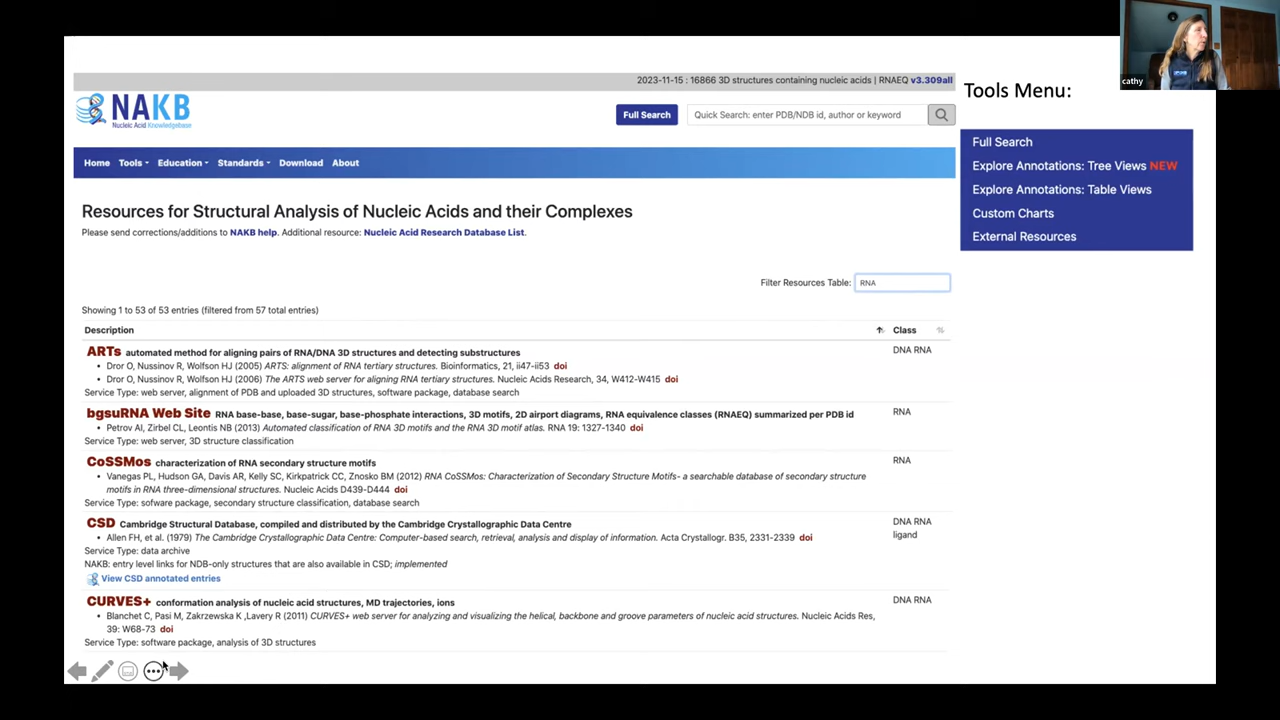 cathy
2023-11-15 : 16866 3D structures containing nucleic acids | RNAEQ v3.309all
Tools Menu:
NAKB
Nucleic Acid Knowledgebase
Full Search
Quick Search: enter PDB/NDB id, author or keyword
Full Search
Explore Annotations: Tree Views NEW
Explore Annotations: Table Views
Custom Charts
External Resources
Home Tools Education Standards Download About
Resources for Structural Analysis of Nucleic Acids and their Complexes
Please send corrections/additions to NAKB help. Additional resource: Nucleic Acid Research Database List.
Filter Resources Table: RNA
Showing 1 to 53 of 53 entries (filtered from 57 total entries)
Description Class
ARTs automated method for aligning pairs of RNA/DNA 3D structures and detecting substructures DNA RNA
• Dror O, Nussinov R, Wolfson HJ (2005) ARTS: alignment of RNA tertiary structures. Bioinformatics, 21, ii47-ii53 doi
• Dror O, Nussinov R, Wolfson HJ (2006) The ARTS web server for aligning RNA tertiary structures. Nucleic Acids Research, 34, W412-W415 doi
Service Type: web server, alignment of PDB and uploaded 3D structures, software package, database search
bgsuRNA Web Site RNA base-base, base-sugar, base-phosphate interactions, 3D motifs, 2D airport diagrams, RNA equivalence classes (RNAEQ) summarized per PDB id RNA
• Petrov AI, Zirbel CL, Leontis NB (2013) Automated classification of RNA 3D motifs and the RNA 3D motif atlas. RNA 19: 1327-1340 doi
Service Type: web server, 3D structure classification
CoSSMos characterization of RNA secondary structure motifs RNA
• Vanegas PL, Hudson GA, Davis AR, Kelly SC, Kirkpatrick CC, Znosko BM (2012) RNA CoSSMos: Characterization of Secondary Structure Motifs- a searchable database of secondary structure
motifs in RNA three-dimensional structures. Nucleic Acids D439-D444 doi
Service Type: sofware package, secondary structure classification, database search
CSD Cambridge Structural Database, compiled and distributed by the Cambridge Crystallographic Data Centre DNA RNA
ligand
• Allen FH, et al. (1979) The Cambridge Crystallographic Data Centre: Computer-based search, retrieval, analysis and display of information. Acta Crystallogr. B35, 2331-2339 doi
Service Type: data archive
NAKB: entry level links for NDB-only structures that are also available in CSD; implemented
View CSD annotated entries
CURVES+ conformation analysis of nucleic acid structures, MD trajectories, ions DNA RNA
• Blanchet C, Pasi M, Zakrzewska K ,Lavery R (2011) CURVES+ web server for analyzing and visualizing the helical, backbone and groove parameters of nucleic acid structures. Nucleic Acids Res,
39: W68-73 doi
Service Type: software package, analysis of 3D structures